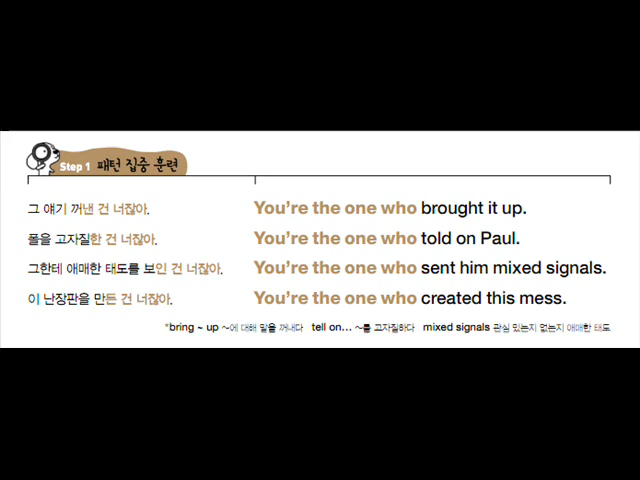 Step 1 패턴 집중 훈련
그 얘기 꺼낸 건 너잖아. You're the one who brought it up.
폴을 고자질한 건 너잖아. You're the one who told on Paul.
그한테 애매한 태도를 보인 건 너잖아. You're the one who sent him mixed signals.
이 난장판을 만든 건 너잖아. You're the one who created this mess.
*bring ~ up ~에 대해 말을 꺼내다 tell on... ~를 고자질하다 mixed signals 관심 있는지 없는지 애매한 태도